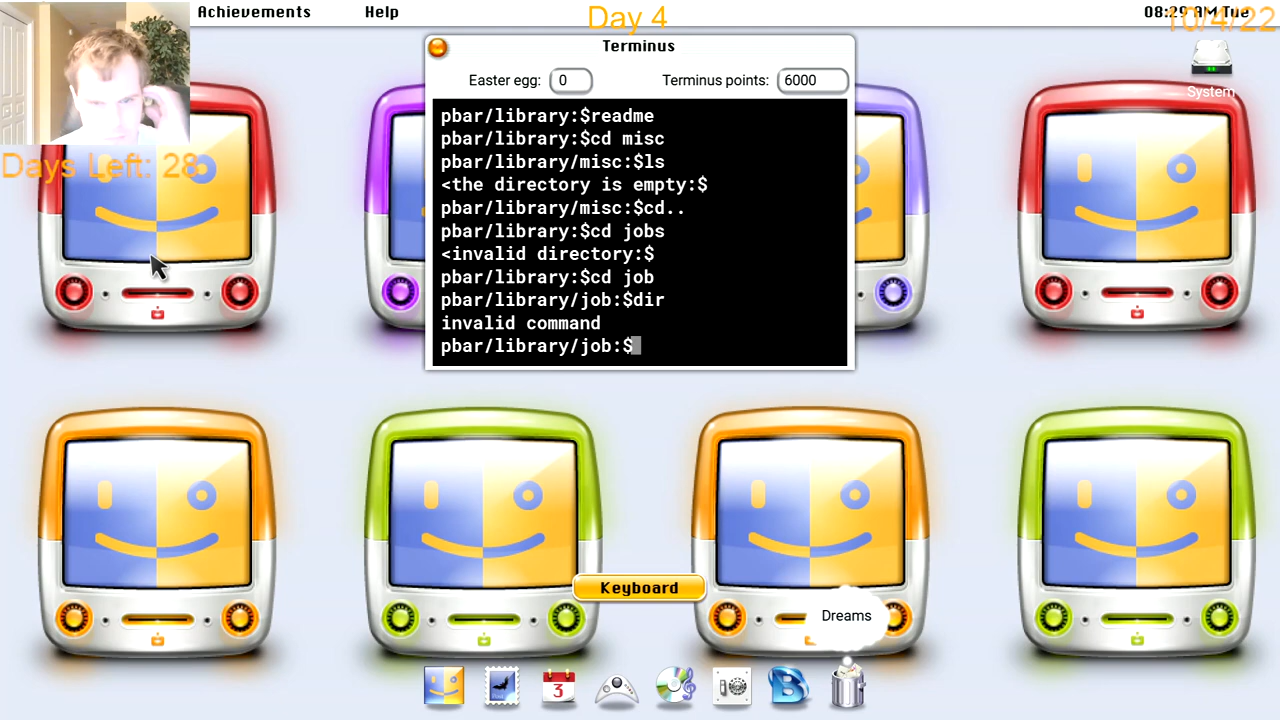 Achievements
Help
Day 4
08:29 AM Tue
10/4/22
Terminus
Easter egg: 0
Terminus points: 6000
System
Days Left: 28
pbar/library:$readme
pbar/library:$cd misc
pbar/library/misc:$ls
<the directory is empty:$
pbar/library/misc:$cd..
pbar/library:$cd jobs
<invalid directory:$
pbar/library:$cd job
pbar/library/job:$dir
invalid command
pbar/library/job:$
Keyboard
Dreams
3
B